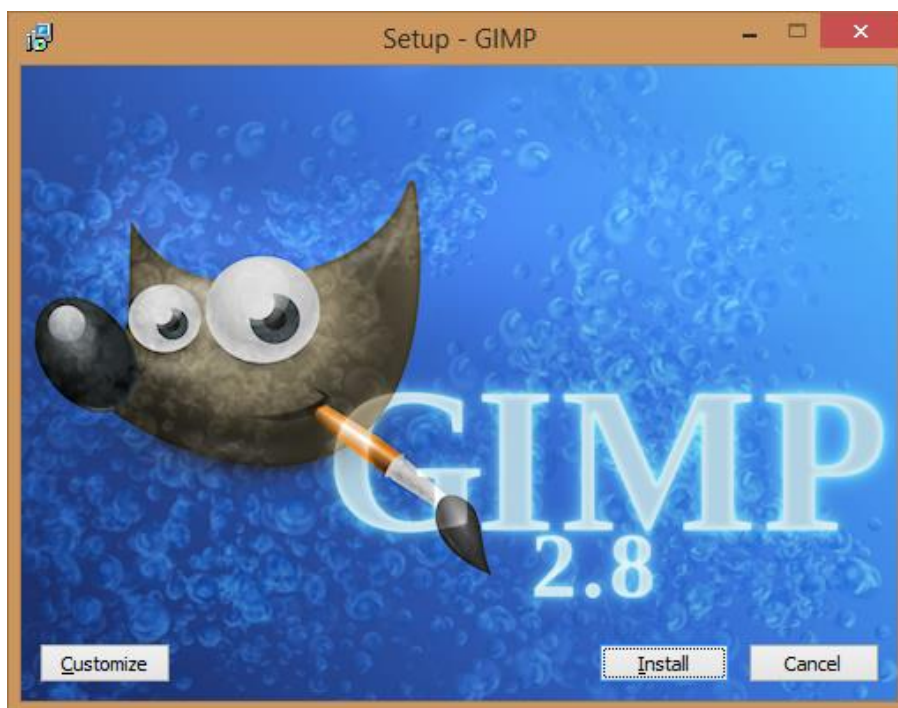 Setup - GIMP
GIMP
2.8
Customize
Install
Cancel